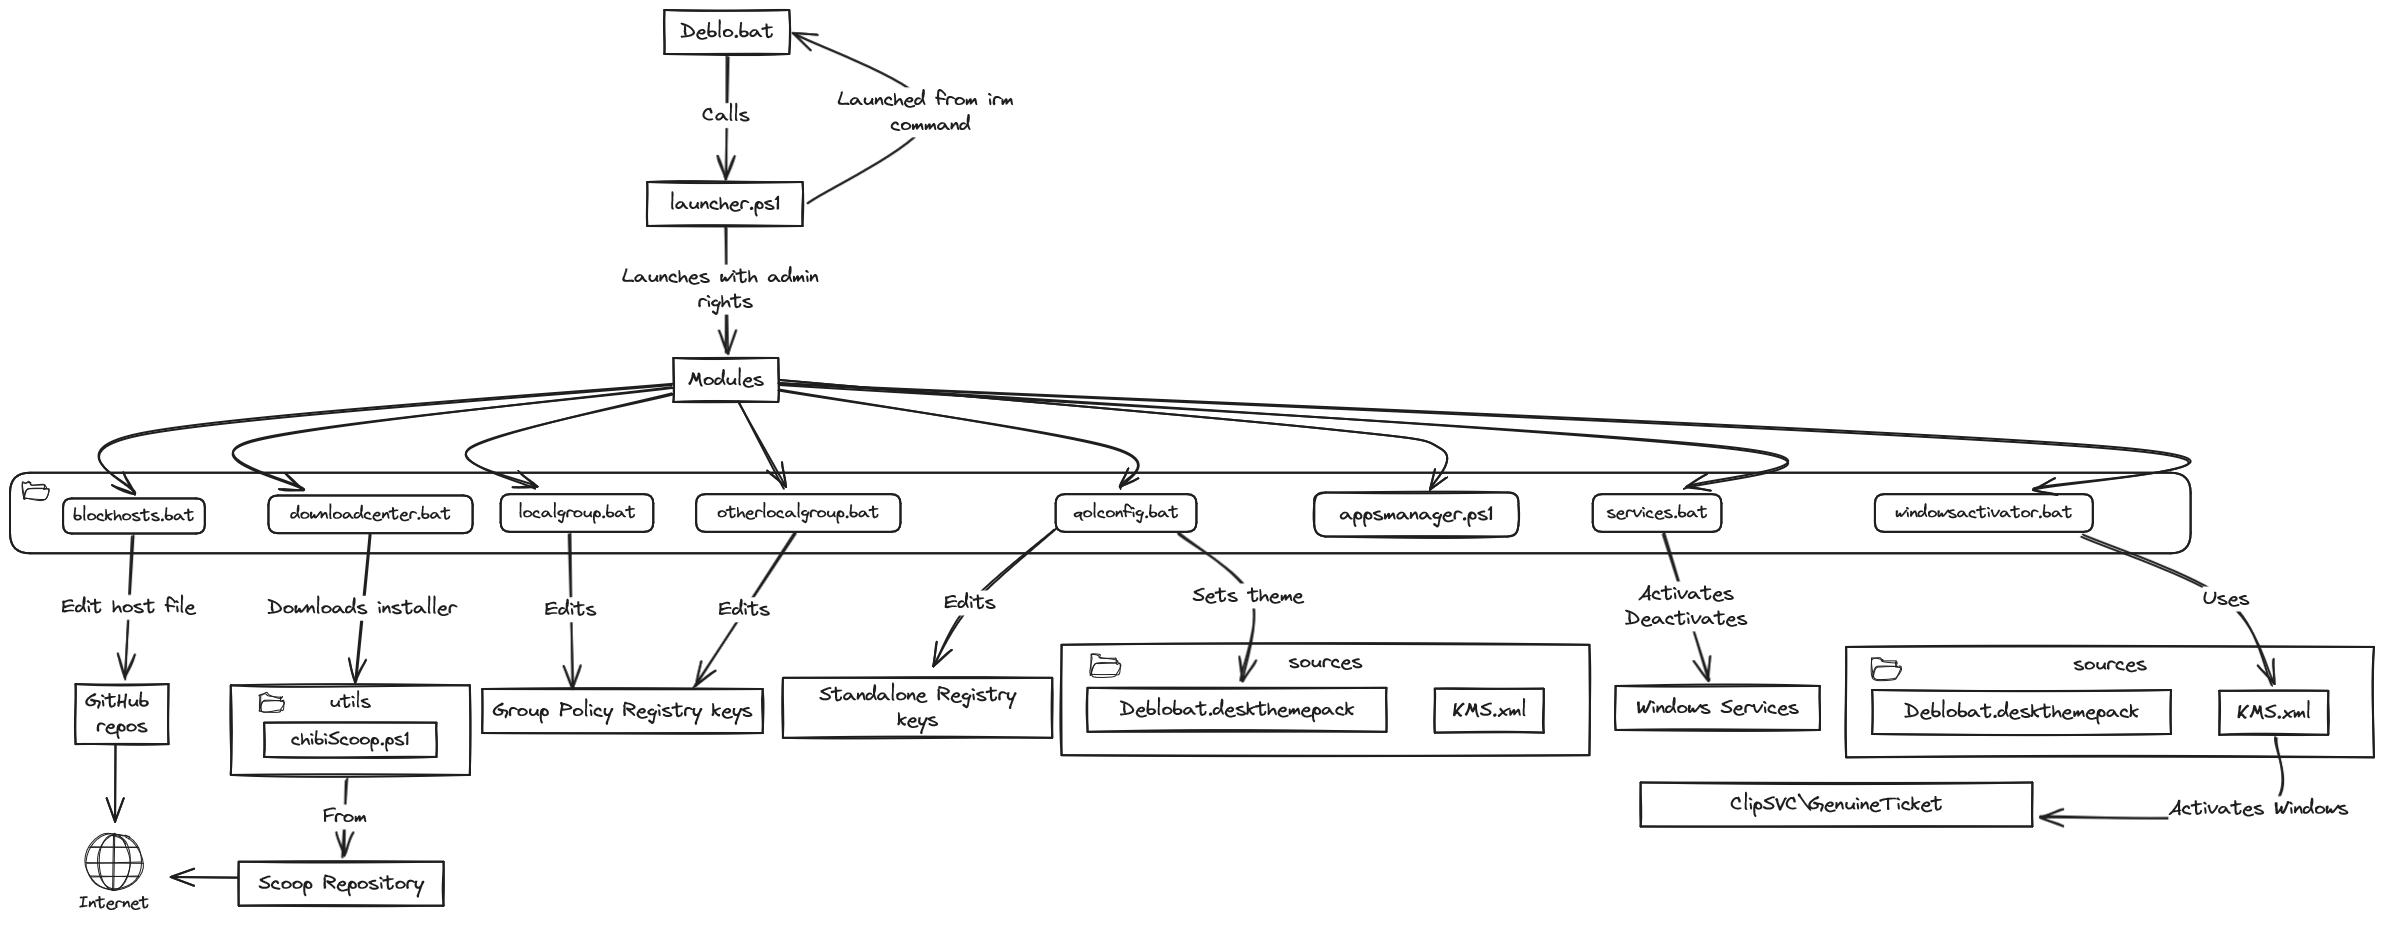 Deblo.bat
Launched from irm
command
Calls
launcher.ps1
Launches with admin
rights
Modules
blockhosts.bat
downloadcenter.bat
localgroup.bat
otherlocalgroup.bat
qolconfig.bat
appsmanager.ps1
services.bat
windowsactivator.bat
Edit host file
Downloads installer
Edits
Edits
Edits
Sets theme
Activates
Deactivates
Uses
GitHub
repos
utils
chibiScoop.ps1
Group Policy Registry keys
Standalone Registry
keys
sources
Deblobat.deskthemepack
KMS.xml
Windows Services
sources
Deblobat.deskthemepack
KMS.xml
From
ClipSVC\GenuineTicket
Activates Windows
Scoop Repository
Internet